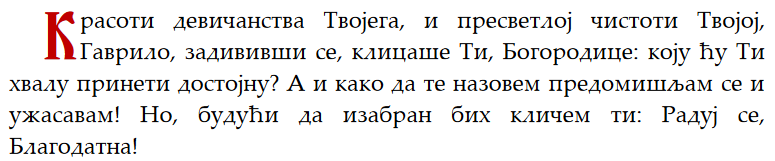 Красоти девичанства Твојега, и пресветлој чистоти Твојој,
Гаврило, задививши се, клицаше Ти, Богородице: коју ћу Ти
хвалу принети достојну? А и како да те назовем предомишљам се и
ужасавам! Но, будући да изабран бих кличем ти: Радуј се,
Благодатна!